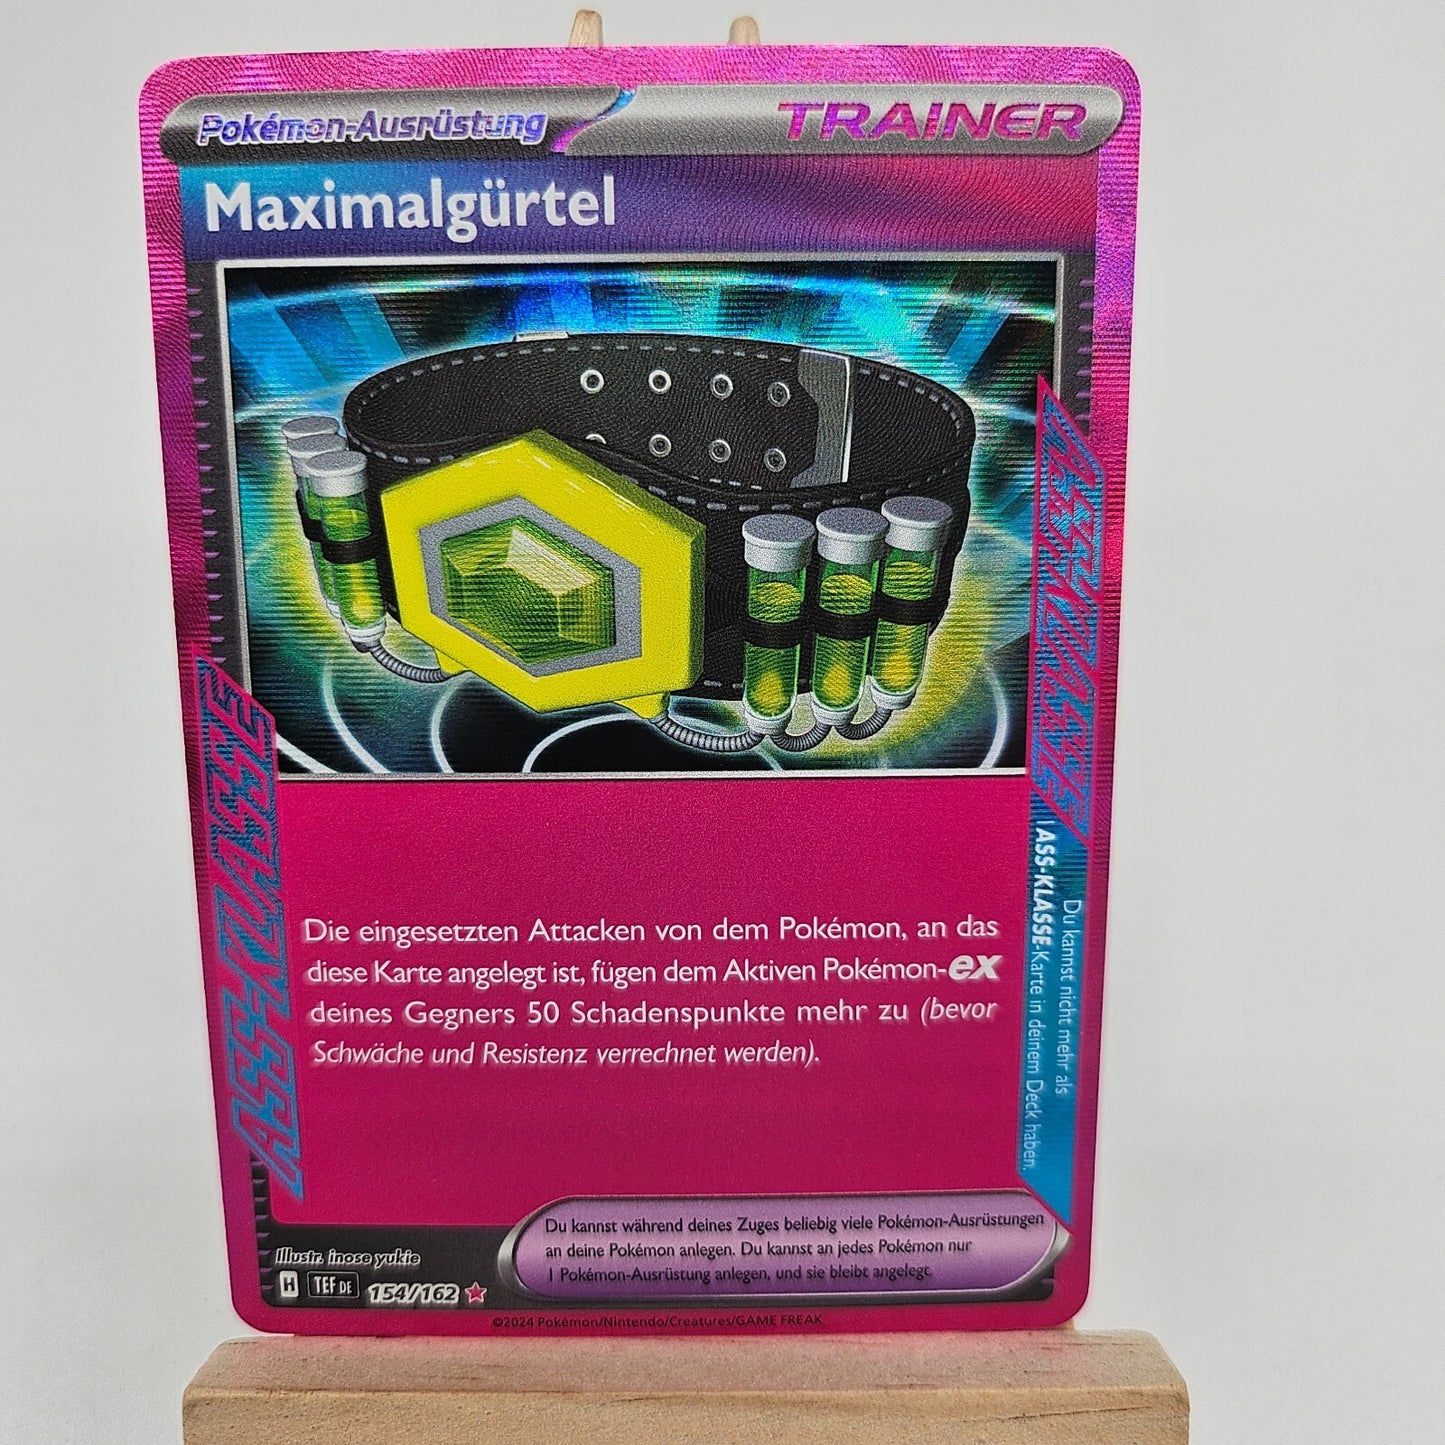 Pokémon-Ausrüstung
TRAINER
Maximalgürtel
ASS-KLASSE
ASS-KLASSE
Die eingesetzten Attacken von dem Pokémon, an das
diese Karte angelegt ist, fügen dem Aktiven Pokémon-ex
deines Gegners 50 Schadenspunkte mehr zu (bevor
Schwäche und Resistenz verrechnet werden).
Du kannst nicht mehr als
1 ASS-KLASSE-Karte in deinem Deck haben.
Du kannst während deines Zuges beliebig viele Pokémon-Ausrüstungen
an deine Pokémon anlegen. Du kannst an jedes Pokémon nur
1 Pokémon-Ausrüstung anlegen, und sie bleibt angelegt.
Illustr. inose yukie
H TEF DE 154/162
©2024 Pokémon/Nintendo/Creatures/GAME FREAK